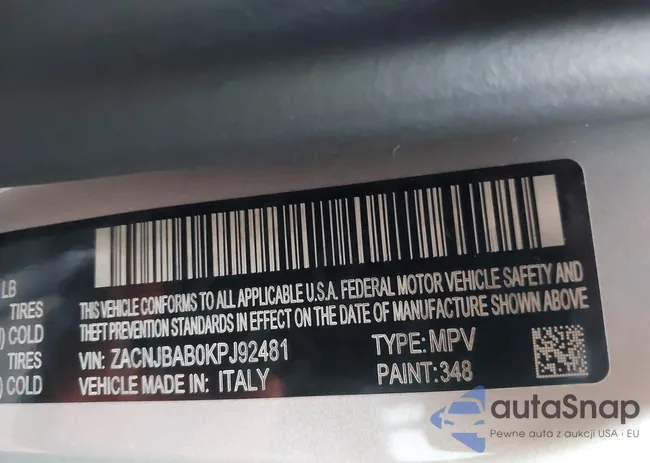 LB
TIRES
) COLD
TIRES
) COLD
THIS VEHICLE CONFORMS TO ALL APPLICABLE U.S.A. FEDERAL MOTOR VEHICLE SAFETY AND
THEFT PREVENTION STANDARDS IN EFFECT ON THE DATE OF MANUFACTURE SHOWN ABOVE
VIN: ZACNJBAB0KPJ92481 TYPE: MPV
VEHICLE MADE IN: ITALY PAINT: 348
autaSnap
Pewne auta z aukcji USA i EU